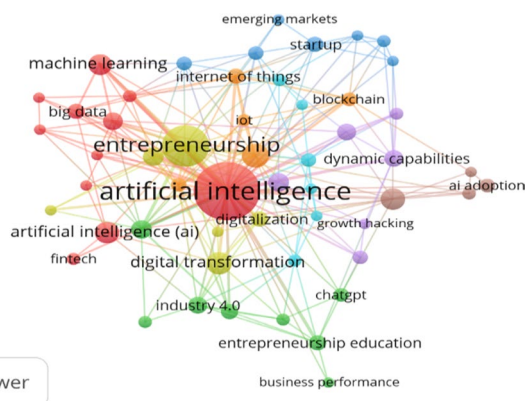 emerging markets
startup
machine learning
internet of things
big data
blockchain
iot
entrepreneurship
dynamic capabilities
artificial intelligence
ai adoption
digitalization
growth hacking
artificial intelligence (ai)
fintech
digital transformation
chatgpt
industry 4.0
entrepreneurship education
business performance
wer